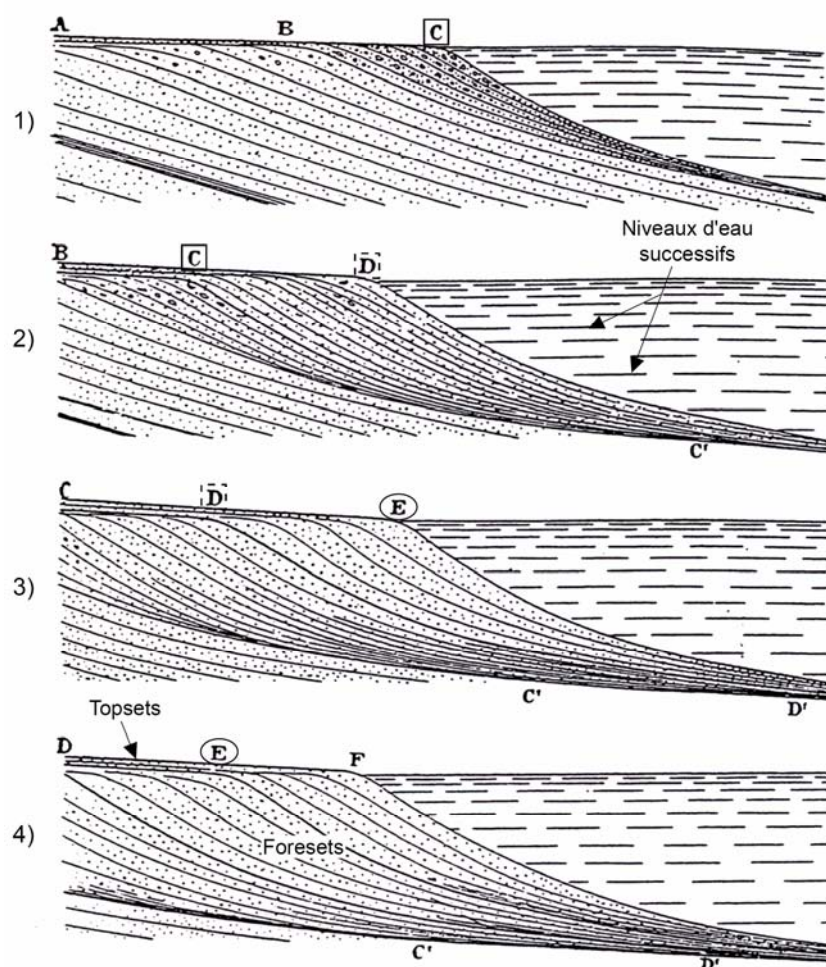 A B C
1)
Niveaux d'eau
successifs
B C D
2)
C'
C D E
3)
C' D'
Topsets
D E F
4)
Foresets
C' D'